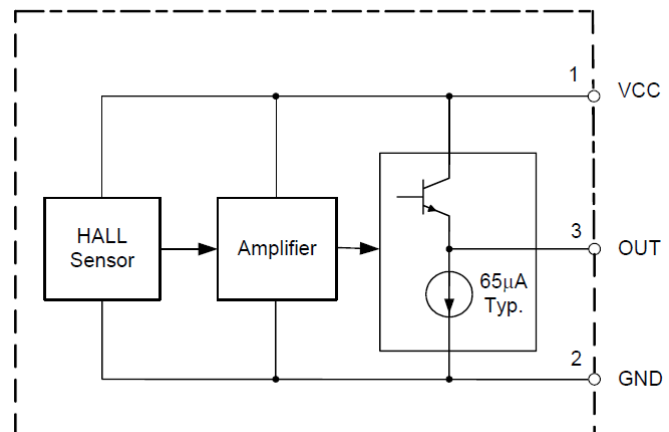 1
VCC
HALL
Sensor
Amplifier
3
OUT
65μA
Typ.
2
GND